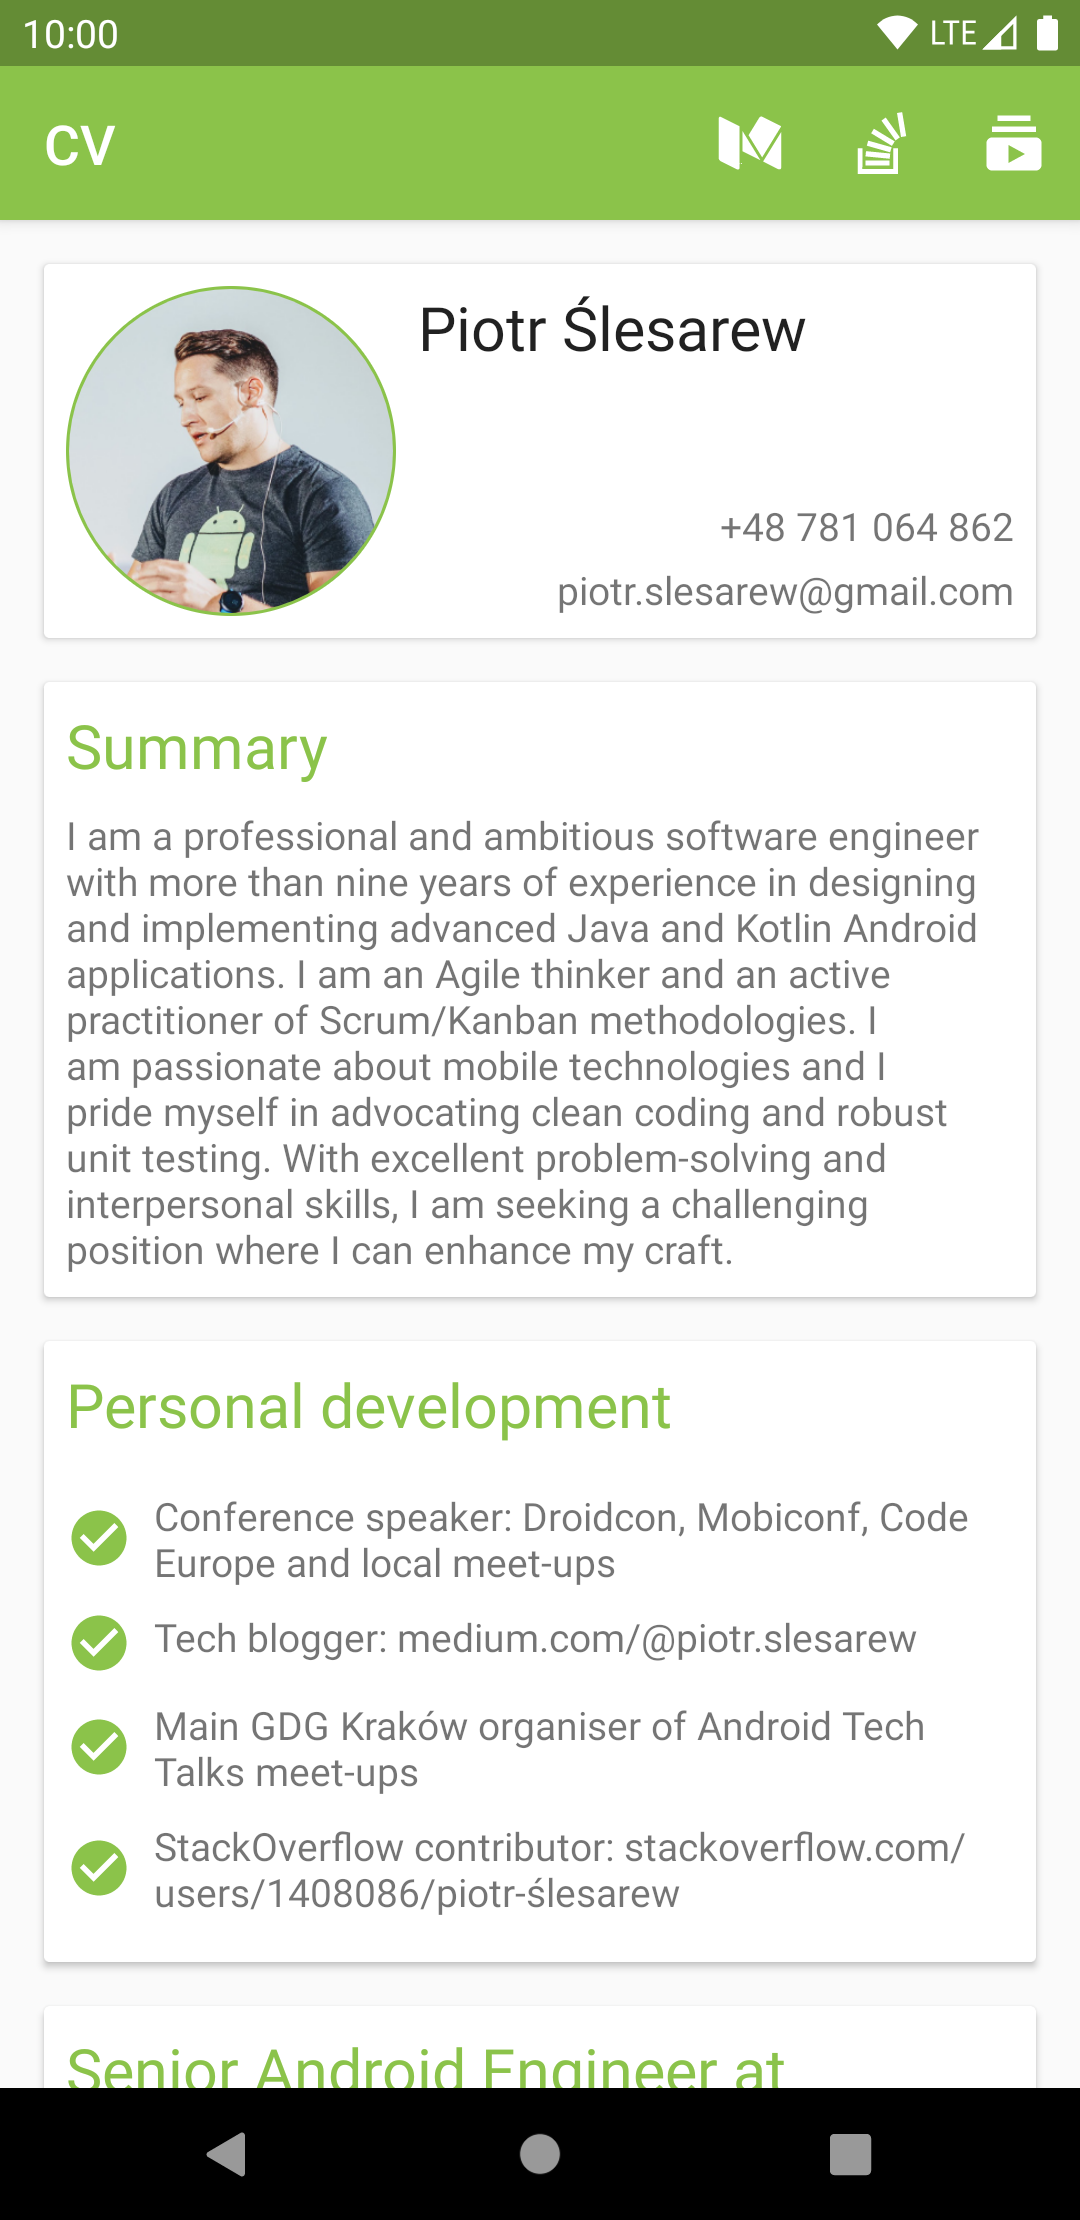 10:00
LTE
CV
Piotr Ślesarew
+48 781 064 862
piotr.slesarew@gmail.com
Summary
I am a professional and ambitious software engineer
with more than nine years of experience in designing
and implementing advanced Java and Kotlin Android
applications. I am an Agile thinker and an active
practitioner of Scrum/Kanban methodologies. I
am passionate about mobile technologies and I
pride myself in advocating clean coding and robust
unit testing. With excellent problem-solving and
interpersonal skills, I am seeking a challenging
position where I can enhance my craft.
Personal development
Conference speaker: Droidcon, Mobiconf, Code
Europe and local meet-ups
Tech blogger: medium.com/@piotr.slesarew
Main GDG Kraków organiser of Android Tech
Talks meet-ups
StackOverflow contributor: stackoverflow.com/
users/1408086/piotr-ślesarew
Senior Android Engineer at